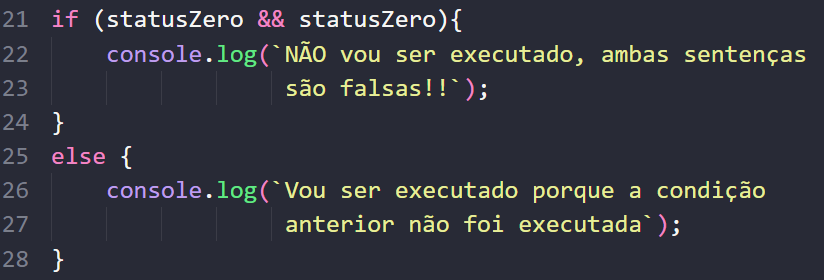 21 if (statusZero && statusZero){
22     console.log(`NÃO vou ser executado, ambas sentenças
23                  são falsas!!`);
24 }
25 else {
26     console.log(`Vou ser executado porque a condição
27                  anterior não foi executada`);
28 }